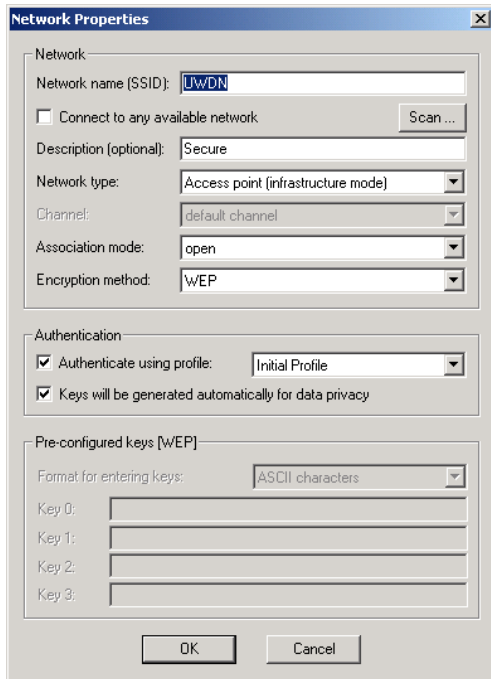 Network Properties
Network
Network name (SSID): UWDN
Connect to any available network Scan ...
Description (optional): Secure
Network type: Access point (infrastructure mode)
Channel: default channel
Association mode: open
Encryption method: WEP
Authentication
Authenticate using profile: Initial Profile
Keys will be generated automatically for data privacy
Pre-configured keys [WEP]
Format for entering keys: ASCII characters
Key 0:
Key 1:
Key 2:
Key 3:
OK Cancel